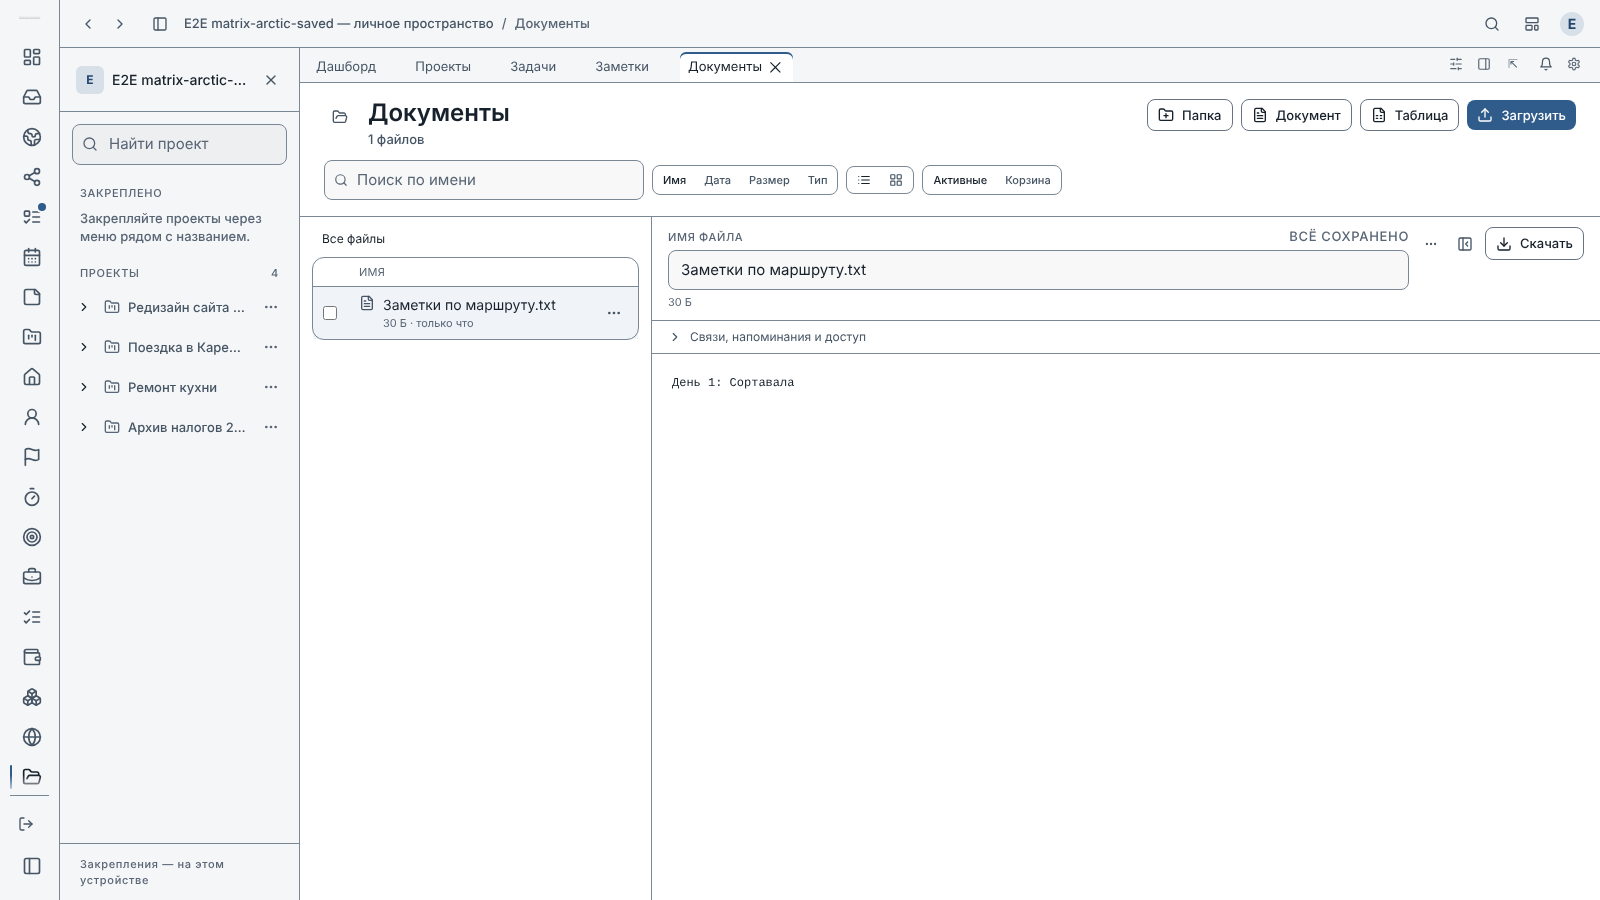 E2E matrix-arctic-saved — личное пространство / Документы
E
E E2E matrix-arctic-...
Найти проект
ЗАКРЕПЛЕНО
Закрепляйте проекты через
меню рядом с названием.
ПРОЕКТЫ 4
Редизайн сайта ...
Поездка в Каре...
Ремонт кухни
Архив налогов 2...
Закрепления — на этом
устройстве
Дашборд Проекты Задачи Заметки Документы
Документы
1 файлов
Папка Документ Таблица Загрузить
Поиск по имени
Имя Дата Размер Тип
Активные Корзина
Все файлы
ИМЯ
Заметки по маршруту.txt
30 Б · только что
ИМЯ ФАЙЛА ВСЁ СОХРАНЕНО
Скачать
Заметки по маршруту.txt
30 Б
Связи, напоминания и доступ
День 1: Сортавала